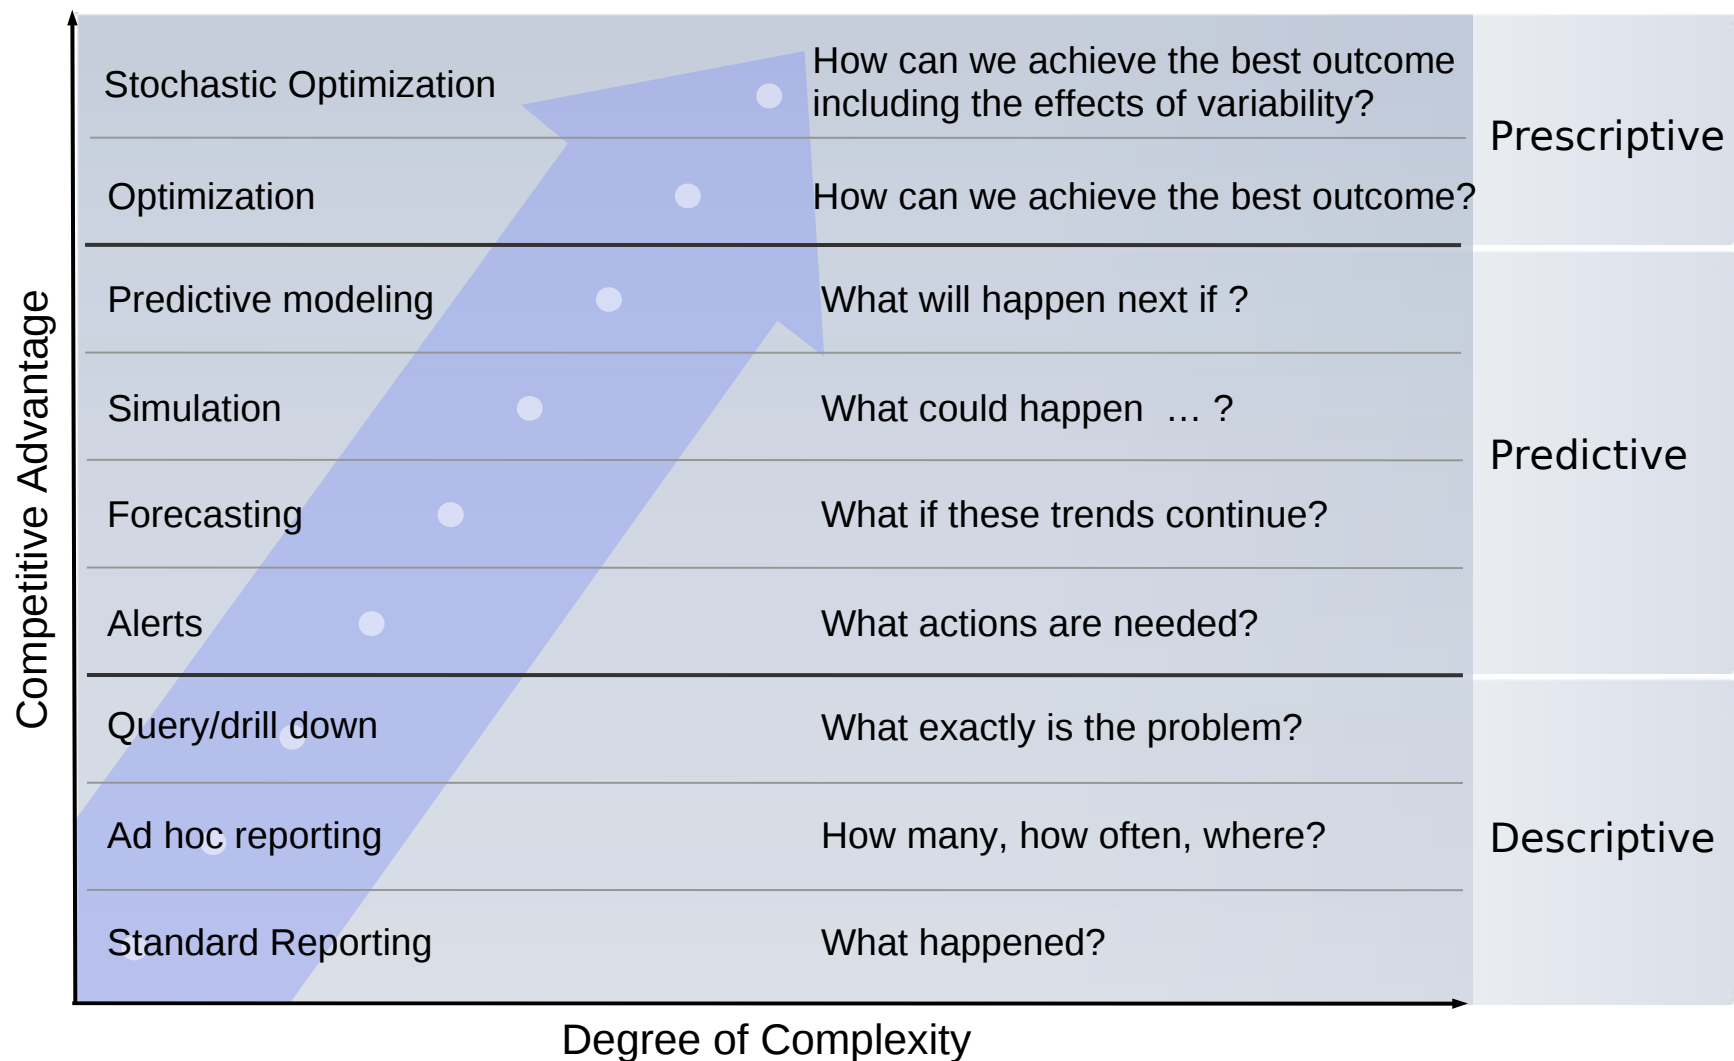 Competitive Advantage
Stochastic Optimization
How can we achieve the best outcome
including the effects of variability?
Prescriptive
Optimization
How can we achieve the best outcome?
Predictive modeling
What will happen next if ?
Simulation
What could happen … ?
Predictive
Forecasting
What if these trends continue?
Alerts
What actions are needed?
Query/drill down
What exactly is the problem?
Ad hoc reporting
How many, how often, where?
Descriptive
Standard Reporting
What happened?
Degree of Complexity